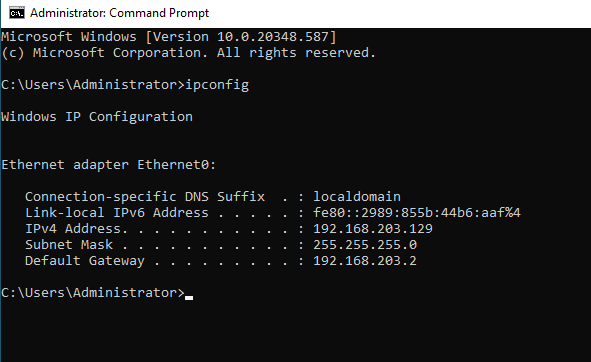 Administrator: Command Prompt
Microsoft Windows [Version 10.0.20348.587]
(c) Microsoft Corporation. All rights reserved.
C:\Users\Administrator>ipconfig
Windows IP Configuration
Ethernet adapter Ethernet0:
Connection-specific DNS Suffix  . : localdomain
Link-local IPv6 Address . . . . . : fe80::2989:855b:44b6:aaf%4
IPv4 Address. . . . . . . . . . . : 192.168.203.129
Subnet Mask . . . . . . . . . . . : 255.255.255.0
Default Gateway . . . . . . . . . : 192.168.203.2
C:\Users\Administrator>